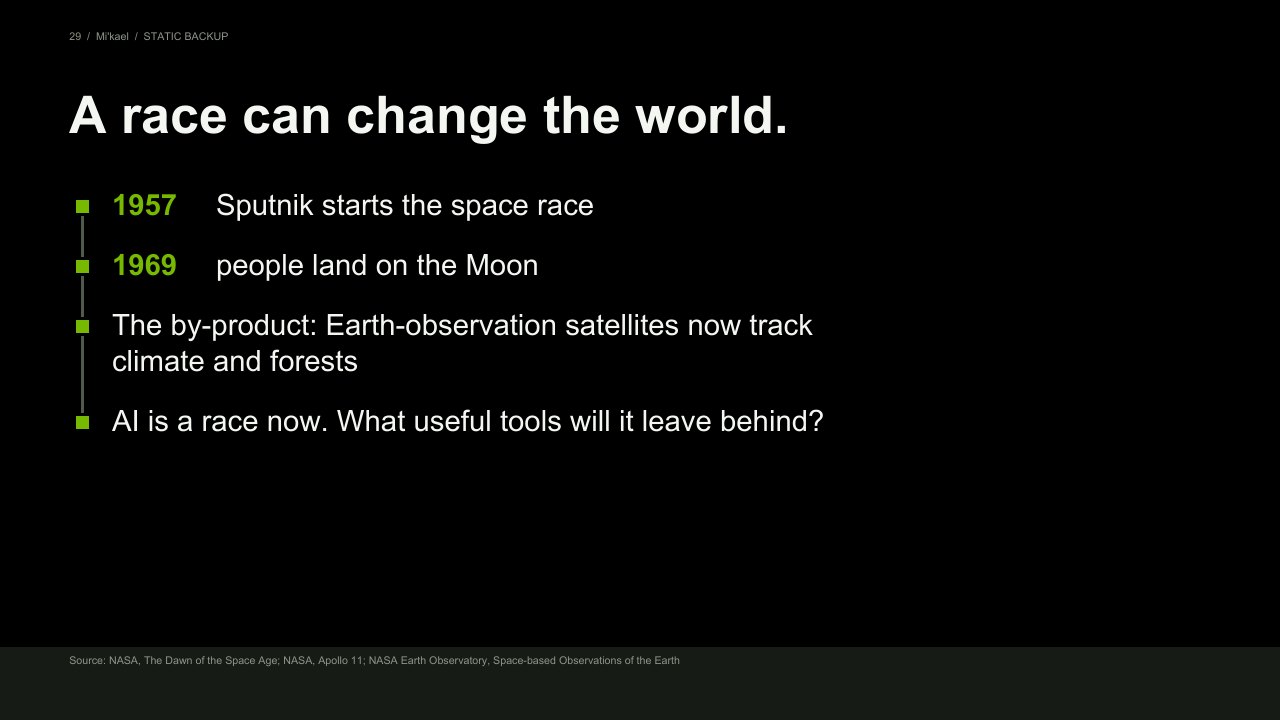 29 / Mi'kael / STATIC BACKUP
A race can change the world.
1957 Sputnik starts the space race
1969 people land on the Moon
The by-product: Earth-observation satellites now track
climate and forests
AI is a race now. What useful tools will it leave behind?
Source: NASA, The Dawn of the Space Age; NASA, Apollo 11; NASA Earth Observatory, Space-based Observations of the Earth